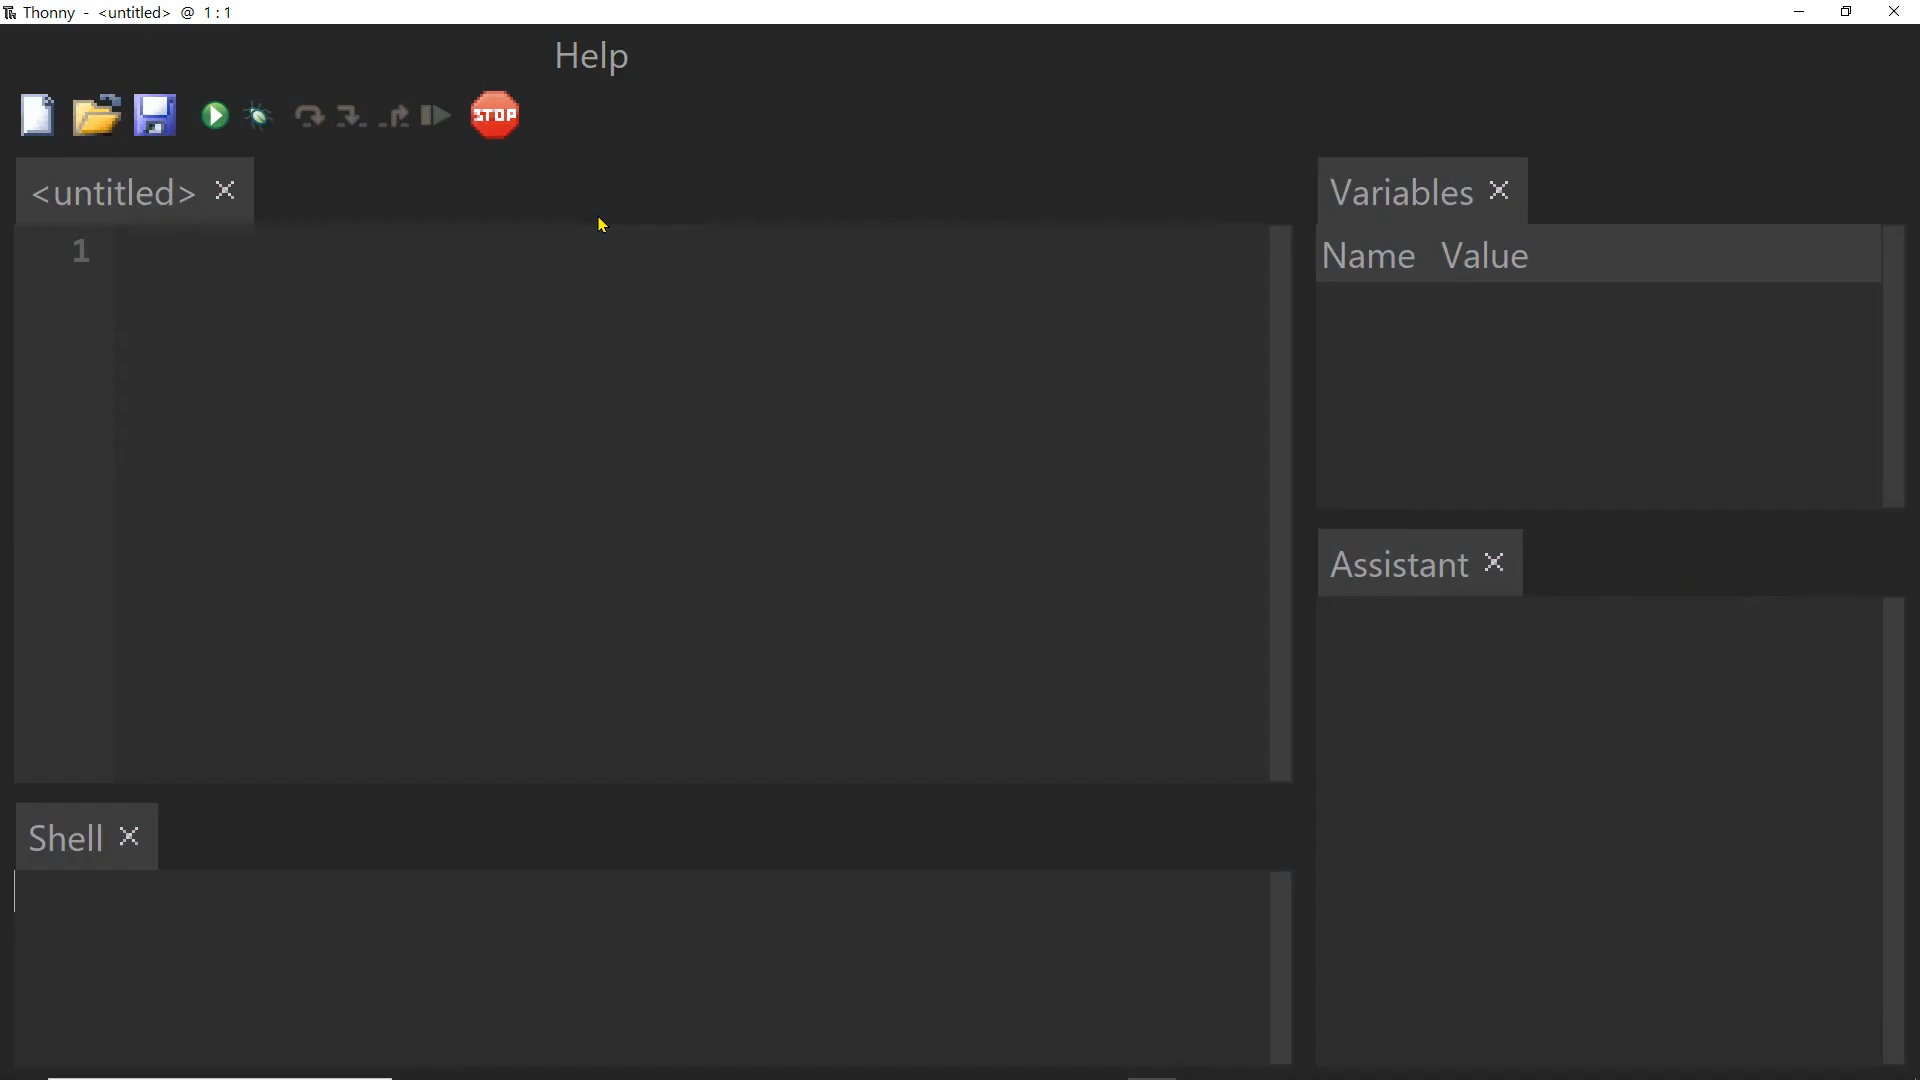 Thonny - <untitled> @ 1:1
Help
STOP
<untitled>
1
Variables
Name Value
Assistant
Shell